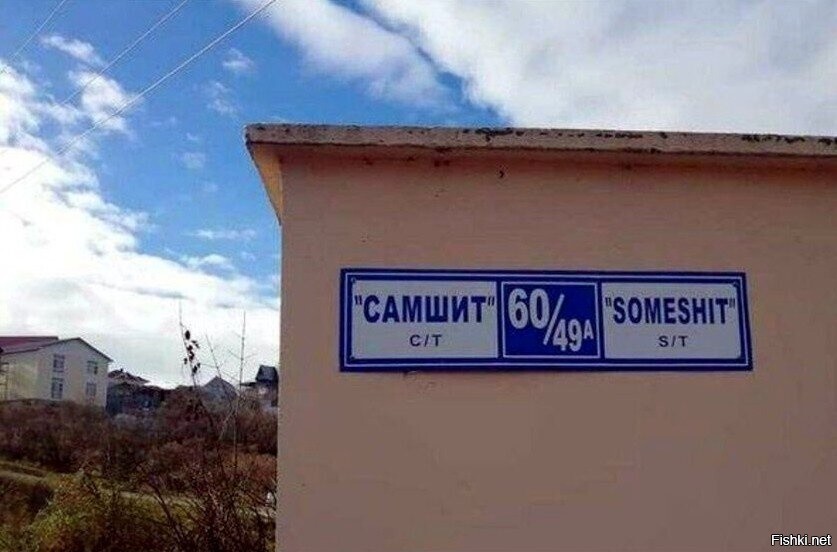 "САМШИТ"
С/Т
60/49А
"SOMESHIT"
S/T
Fishki.net